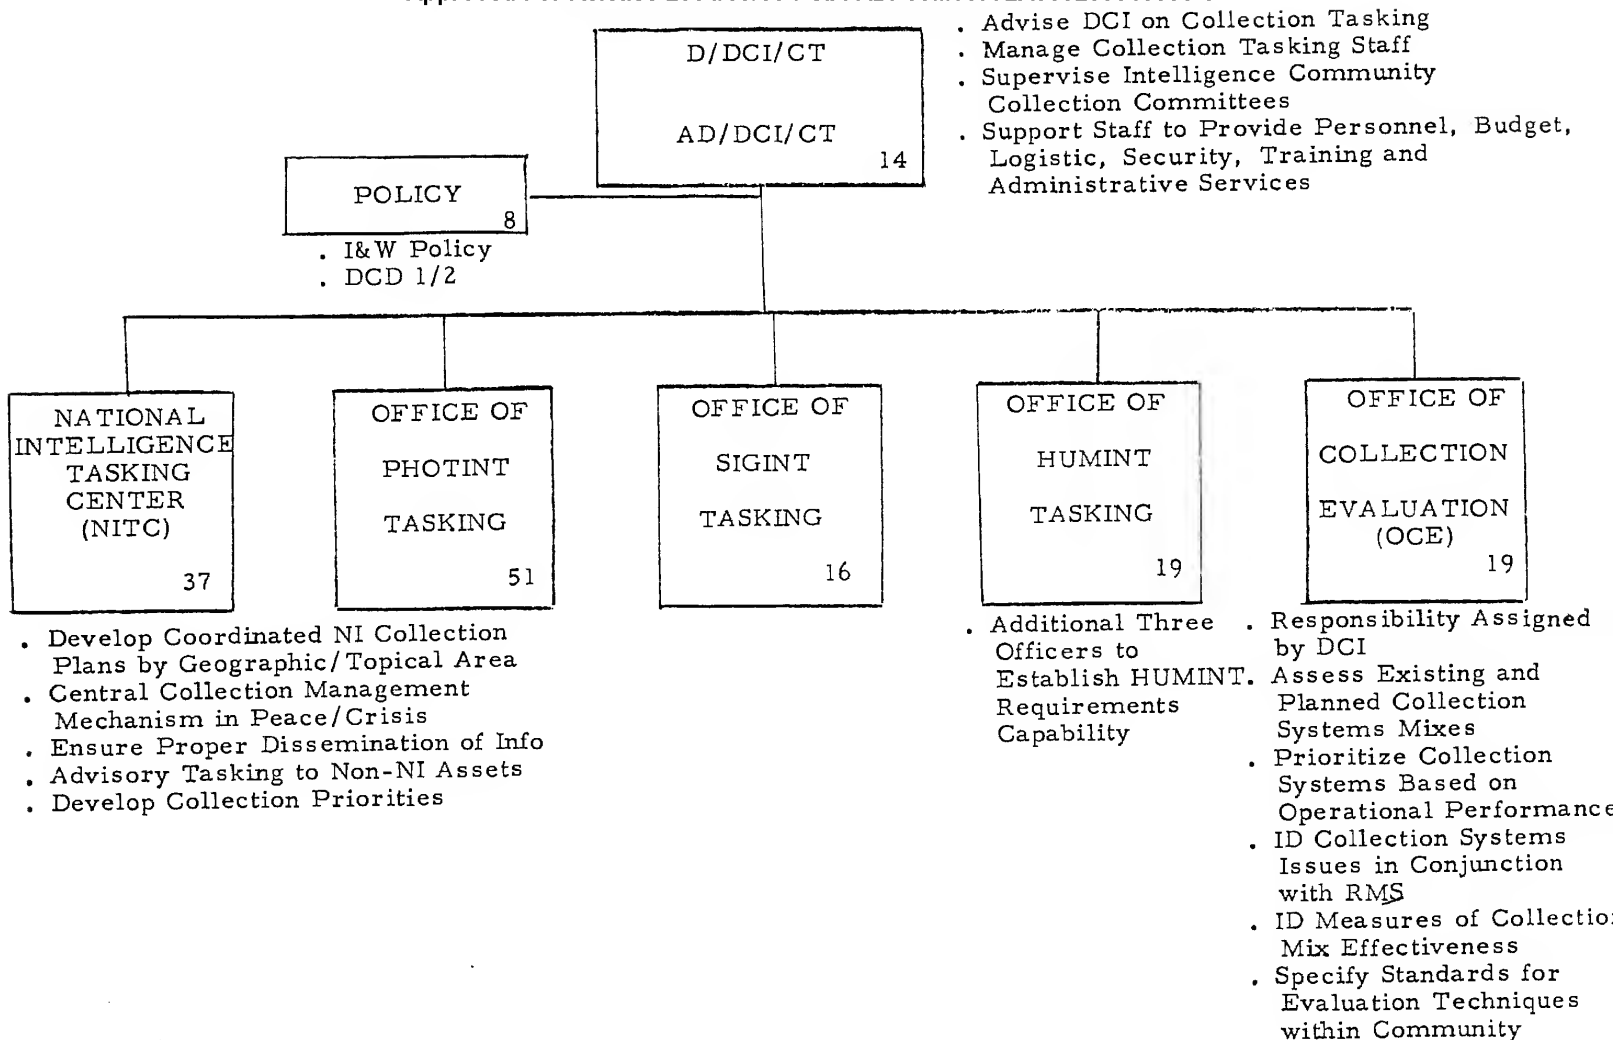 . Advise DCI on Collection Tasking
. Manage Collection Tasking Staff
. Supervise Intelligence Community
Collection Committees
. Support Staff to Provide Personnel, Budget,
Logistic, Security, Training and
Administrative Services
D/DCI/CT
AD/DCI/CT
14
POLICY
8
. I&W Policy
. DCD 1/2
NATIONAL
INTELLIGENCE
TASKING
CENTER
(NITC)
37
OFFICE OF
PHOTINT
TASKING
51
OFFICE OF
SIGINT
TASKING
16
OFFICE OF
HUMINT
TASKING
19
OFFICE OF
COLLECTION
EVALUATION
(OCE)
19
. Develop Coordinated NI Collection
Plans by Geographic/Topical Area
. Central Collection Management
Mechanism in Peace/Crisis
. Ensure Proper Dissemination of Info
. Advisory Tasking to Non-NI Assets
. Develop Collection Priorities
. Additional Three
Officers to
Establish HUMINT
Requirements
Capability
. Responsibility Assigned
by DCI
. Assess Existing and
Planned Collection
Systems Mixes
. Prioritize Collection
Systems Based on
Operational Performance
. ID Collection Systems
Issues in Conjunction
with RMS
. ID Measures of Collection
Mix Effectiveness
. Specify Standards for
Evaluation Techniques
within Community